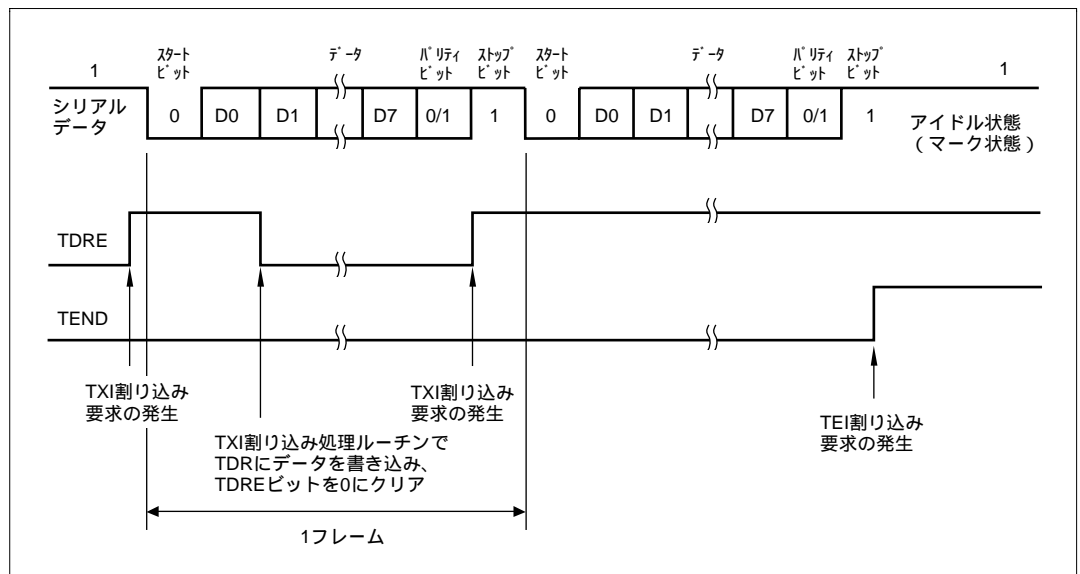 1
ｽﾀｰﾄ ﾋﾞｯﾄ
ﾃﾞｰﾀ
ﾊﾟﾘﾃｨ ﾋﾞｯﾄ
ｽﾄｯﾌﾟ ﾋﾞｯﾄ
ｽﾀｰﾄ ﾋﾞｯﾄ
ﾃﾞｰﾀ
ﾊﾟﾘﾃｨ ﾋﾞｯﾄ
ｽﾄｯﾌﾟ ﾋﾞｯﾄ
1
シリアル
データ
0 D0 D1 D7 0/1 1 0 D0 D1 D7 0/1 1
アイドル状態
（マーク状態）
TDRE
TEND
TXI割り込み
要求の発生
TXI割り込み処理ルーチンで
TDRにデータを書き込み、
TDREビットを0にクリア
TXI割り込み
要求の発生
TEI割り込み
要求の発生
1フレーム